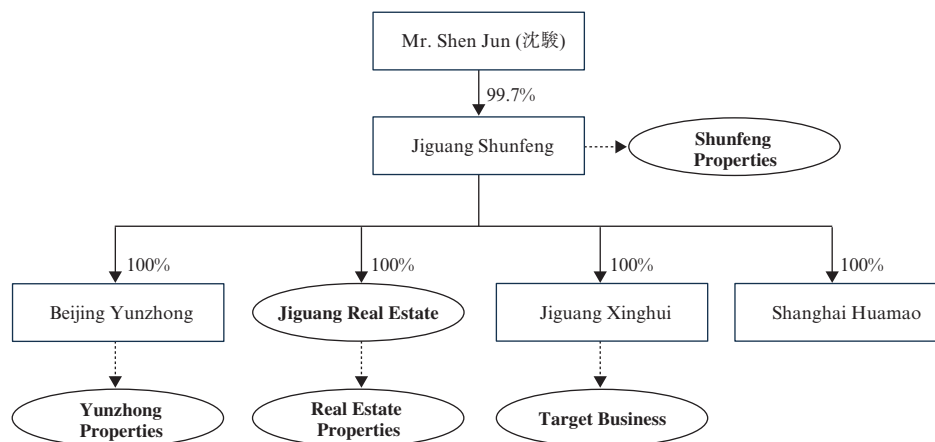 Mr. Shen Jun (沈駿)
99.7%
Jiguang Shunfeng
Shunfeng
Properties
100%
100%
100%
100%
Beijing Yunzhong
Jiguang Real Estate
Jiguang Xinghui
Shanghai Huamao
Yunzhong
Properties
Real Estate
Properties
Target Business